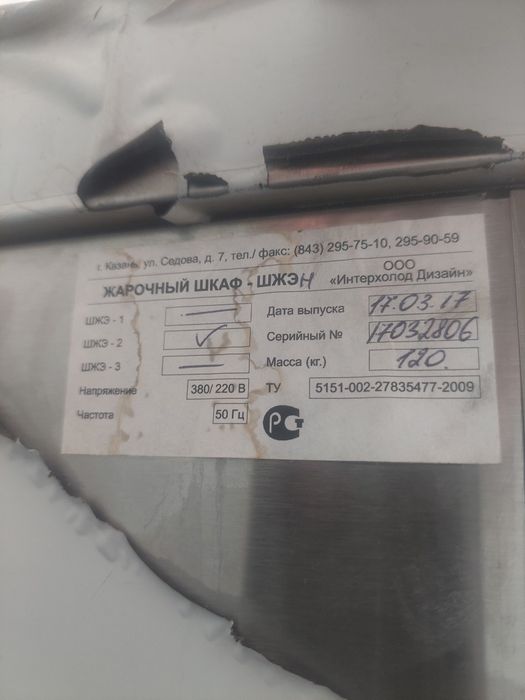 г. Казань, ул. Седова, д. 7, тел./ факс: (843) 295-75-10, 295-90-59
ЖАРОЧНЫЙ ШКАФ - ШЖЭН
ООО
«Интерхолод Дизайн»
ШЖЭ - 1 —
Дата выпуска 17.03.17
ШЖЭ - 2 ✓
Серийный № 17032806
ШЖЭ - 3 —
Масса (кг.) 120.
Напряжение 380/ 220 В
ТУ 5151-002-27835477-2009
Частота 50 Гц
РСТ